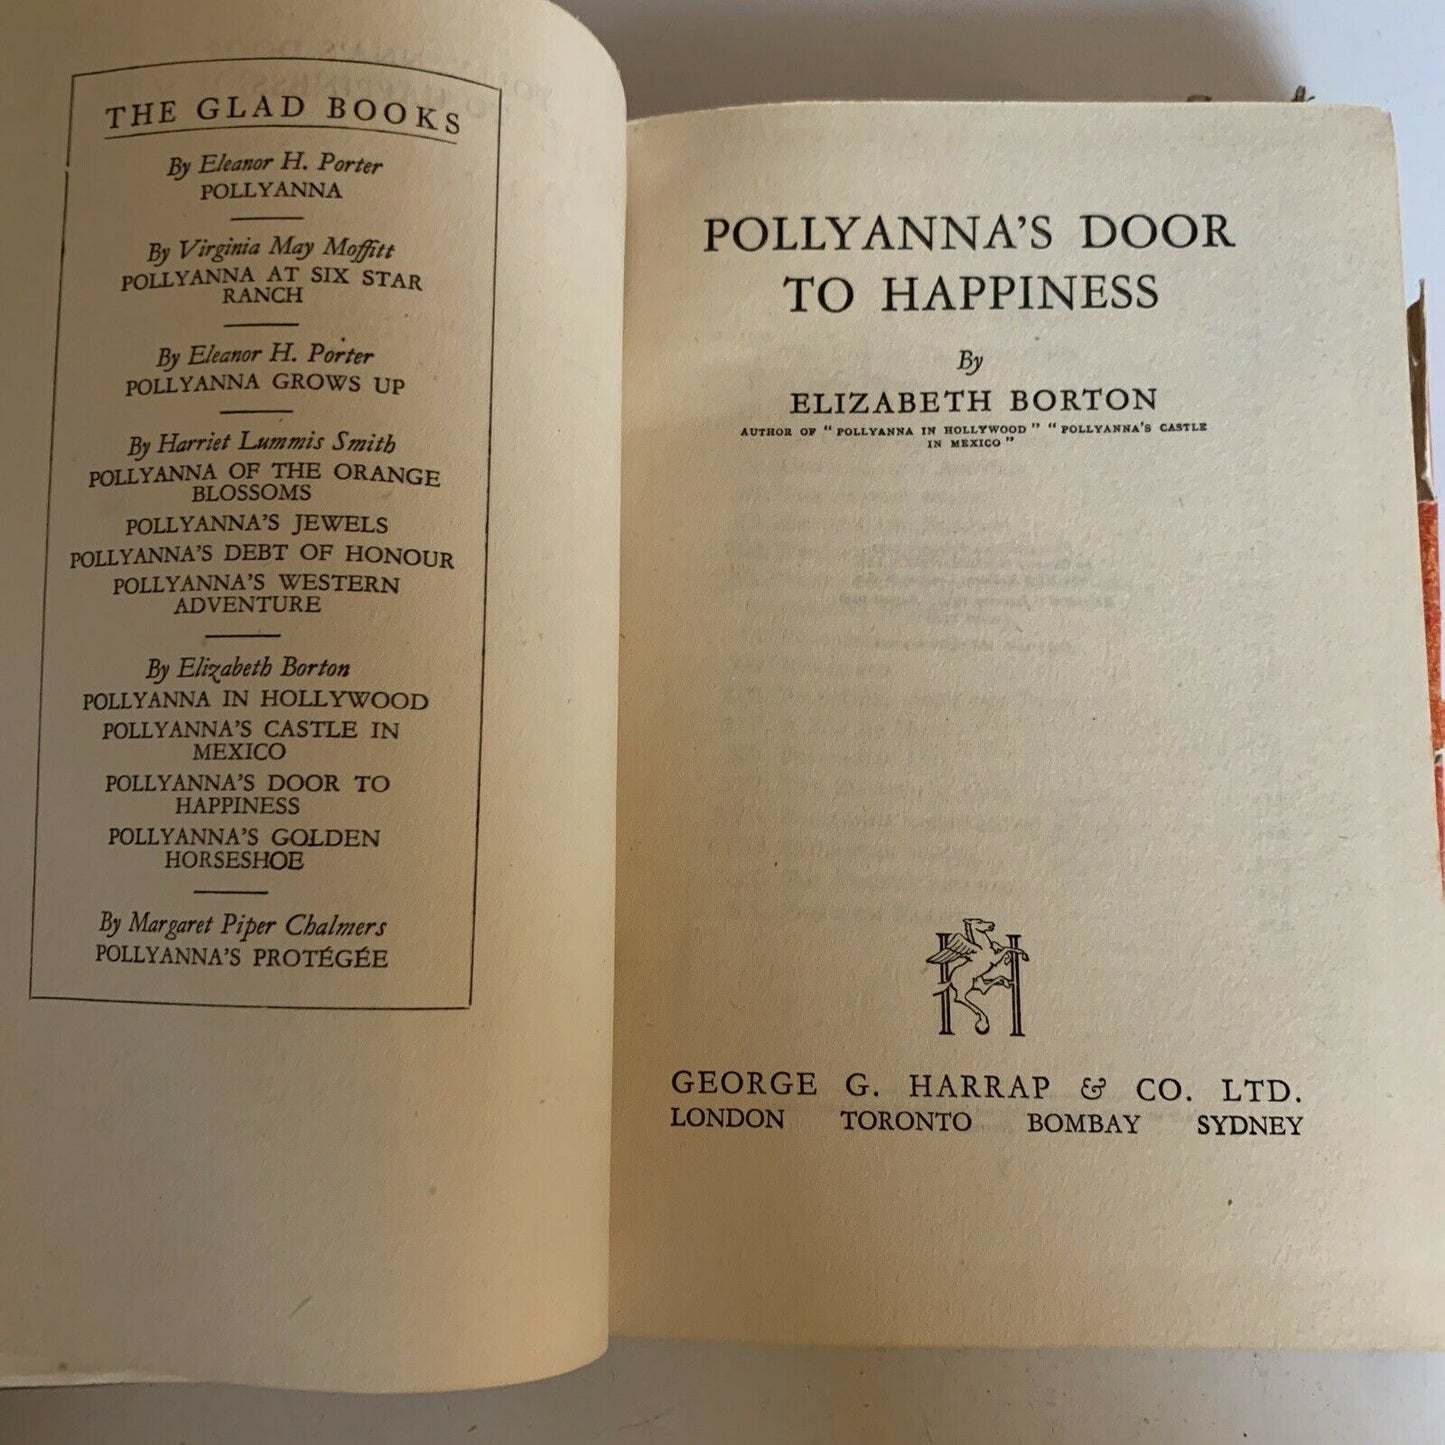 THE GLAD BOOKS
By Eleanor H. Porter
POLLYANNA
By Virginia May Moffitt
POLLYANNA AT SIX STAR
RANCH
By Eleanor H. Porter
POLLYANNA GROWS UP
By Harriet Lummis Smith
POLLYANNA OF THE ORANGE
BLOSSOMS
POLLYANNA'S JEWELS
POLLYANNA'S DEBT OF HONOUR
POLLYANNA'S WESTERN
ADVENTURE
By Elizabeth Borton
POLLYANNA IN HOLLYWOOD
POLLYANNA'S CASTLE IN
MEXICO
POLLYANNA'S DOOR TO
HAPPINESS
POLLYANNA'S GOLDEN
HORSESHOE
By Margaret Piper Chalmers
POLLYANNA'S PROTÉGÉE
POLLYANNA'S DOOR
TO HAPPINESS
By
ELIZABETH BORTON
AUTHOR OF "POLLYANNA IN HOLLYWOOD" "POLLYANNA'S CASTLE
IN MEXICO"
H
GEORGE G. HARRAP & CO. LTD.
LONDON TORONTO BOMBAY SYDNEY